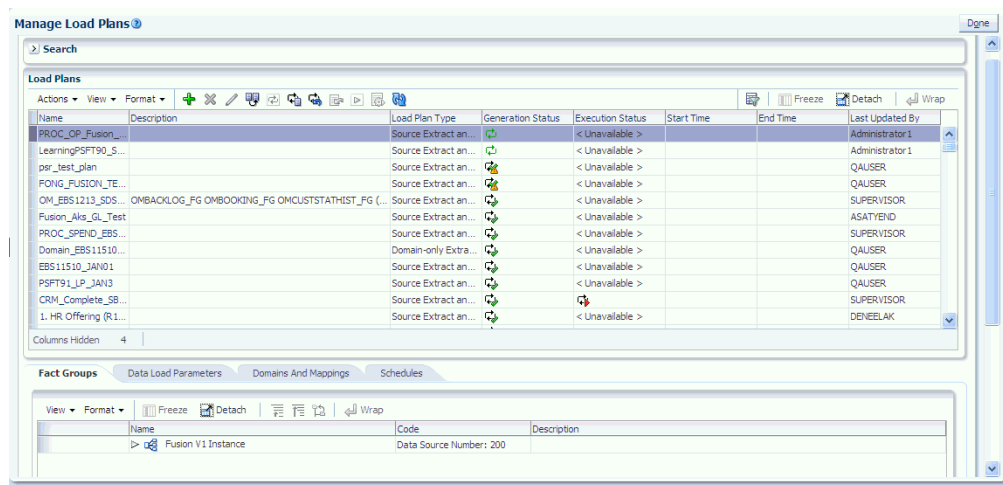 Manage Load Plans
Done
Search
Load Plans
Actions View Format Freeze Detach Wrap
Name Description Load Plan Type Generation Status Execution Status Start Time End Time Last Updated By
PROC_OP_Fusion_... Source Extract an... < Unavailable > Administrator1
LearningPSFT90_S... Source Extract an... < Unavailable > Administrator1
psr_test_plan Source Extract an... < Unavailable > QAUSER
FONG_FUSION_TE... Source Extract an... < Unavailable > QAUSER
OM_EBS1213_SDS... OMBACKLOG_FG OMBOOKING_FG OMCUSTSTATHIST_FG (... Source Extract an... < Unavailable > SUPERVISOR
Fusion_Aks_GL_Test Source Extract an... < Unavailable > ASATYEND
PROC_SPEND_EBS... Source Extract an... < Unavailable > SUPERVISOR
Domain_EBS11510... Domain-only Extra... < Unavailable > QAUSER
EBS11510_JAN01 Source Extract an... < Unavailable > QAUSER
PSFT91_LP_JAN3 Source Extract an... < Unavailable > QAUSER
CRM_Complete_SB... Source Extract an... SUPERVISOR
1. HR Offering (R1... Source Extract an... < Unavailable > DENEELAK
Columns Hidden 4
Fact Groups Data Load Parameters Domains And Mappings Schedules
View Format Freeze Detach Wrap
Name Code Description
Fusion V1 Instance Data Source Number: 200